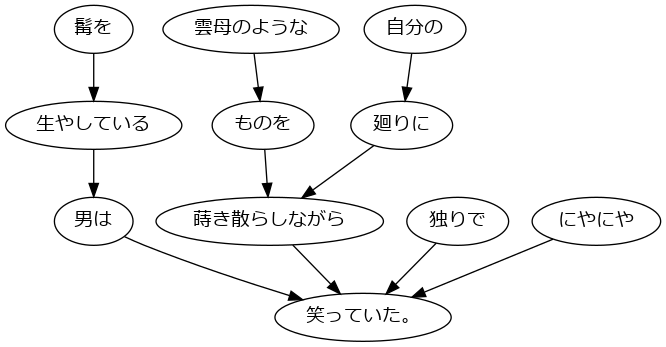 髯を 雲母のような 自分の
生やしている ものを 廻りに
男は 蒔き散らしながら 独りで にやにや
笑っていた。